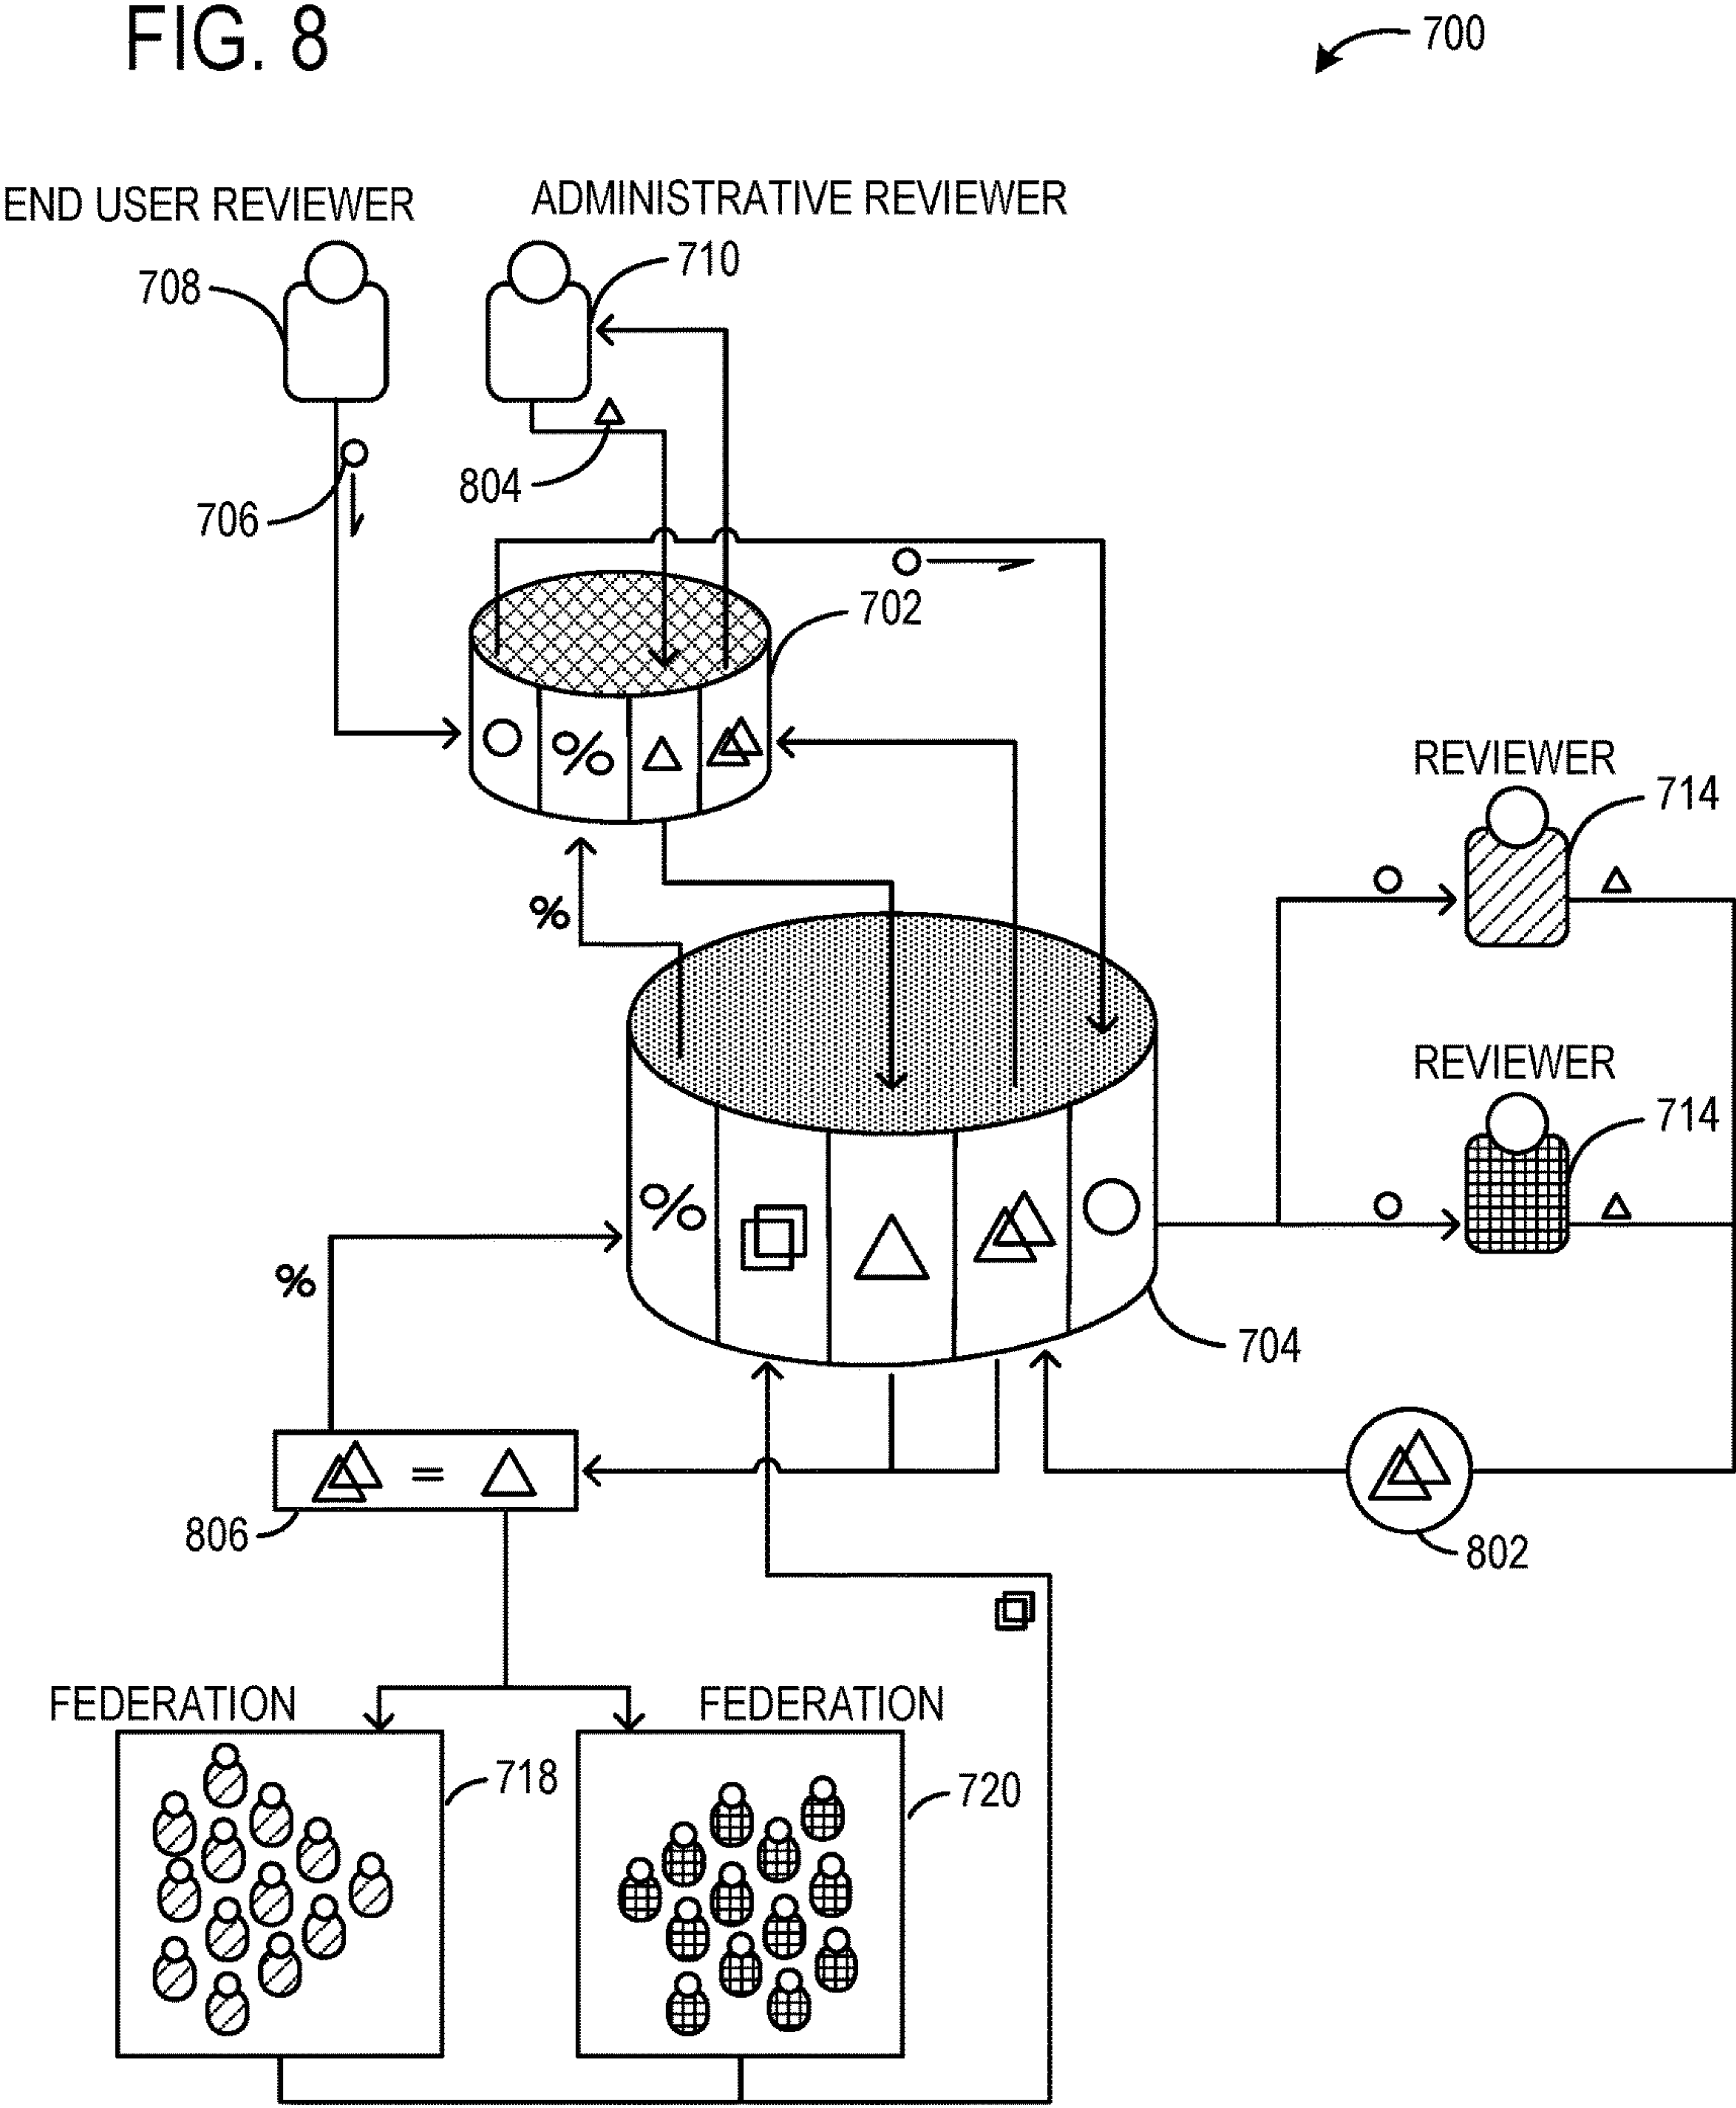 FIG. 8
700
END USER REVIEWER
ADMINISTRATIVE REVIEWER
708
710
804
706
702
%
REVIEWER
714
%
REVIEWER
714
%
%
704
=
806
802
FEDERATION
FEDERATION
718
720